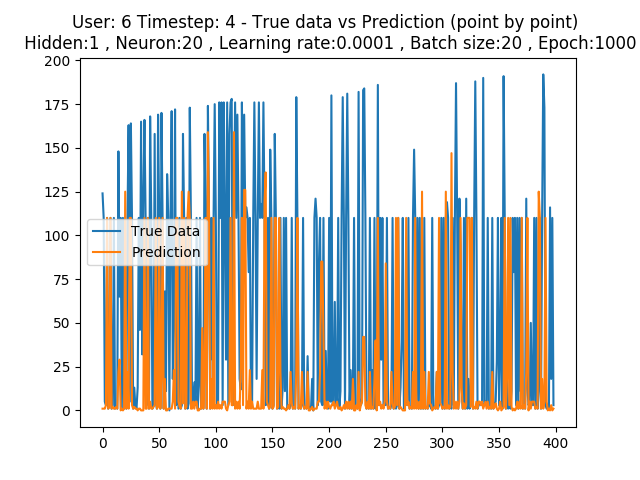 User: 6 Timestep: 4 - True data vs Prediction (point by point)
Hidden:1 , Neuron:20 , Learning rate:0.0001 , Batch size:20 , Epoch:1000
200
175
150
125
100
75
50
25
0
True Data
Prediction
0 50 100 150 200 250 300 350 400